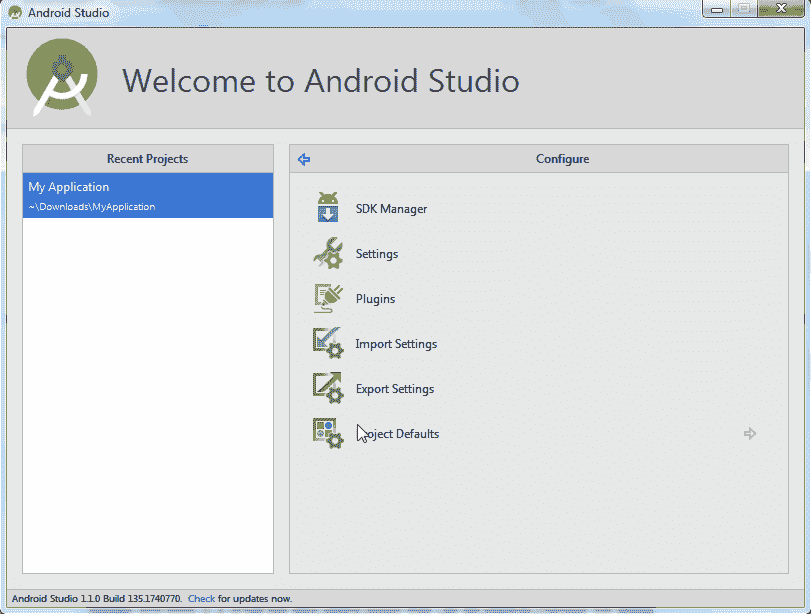 Android Studio
Welcome to Android Studio
Recent Projects
My Application
~\Downloads\MyApplication
Configure
SDK Manager
Settings
Plugins
Import Settings
Export Settings
Project Defaults
Android Studio 1.1.0 Build 135.1740770. Check for updates now.